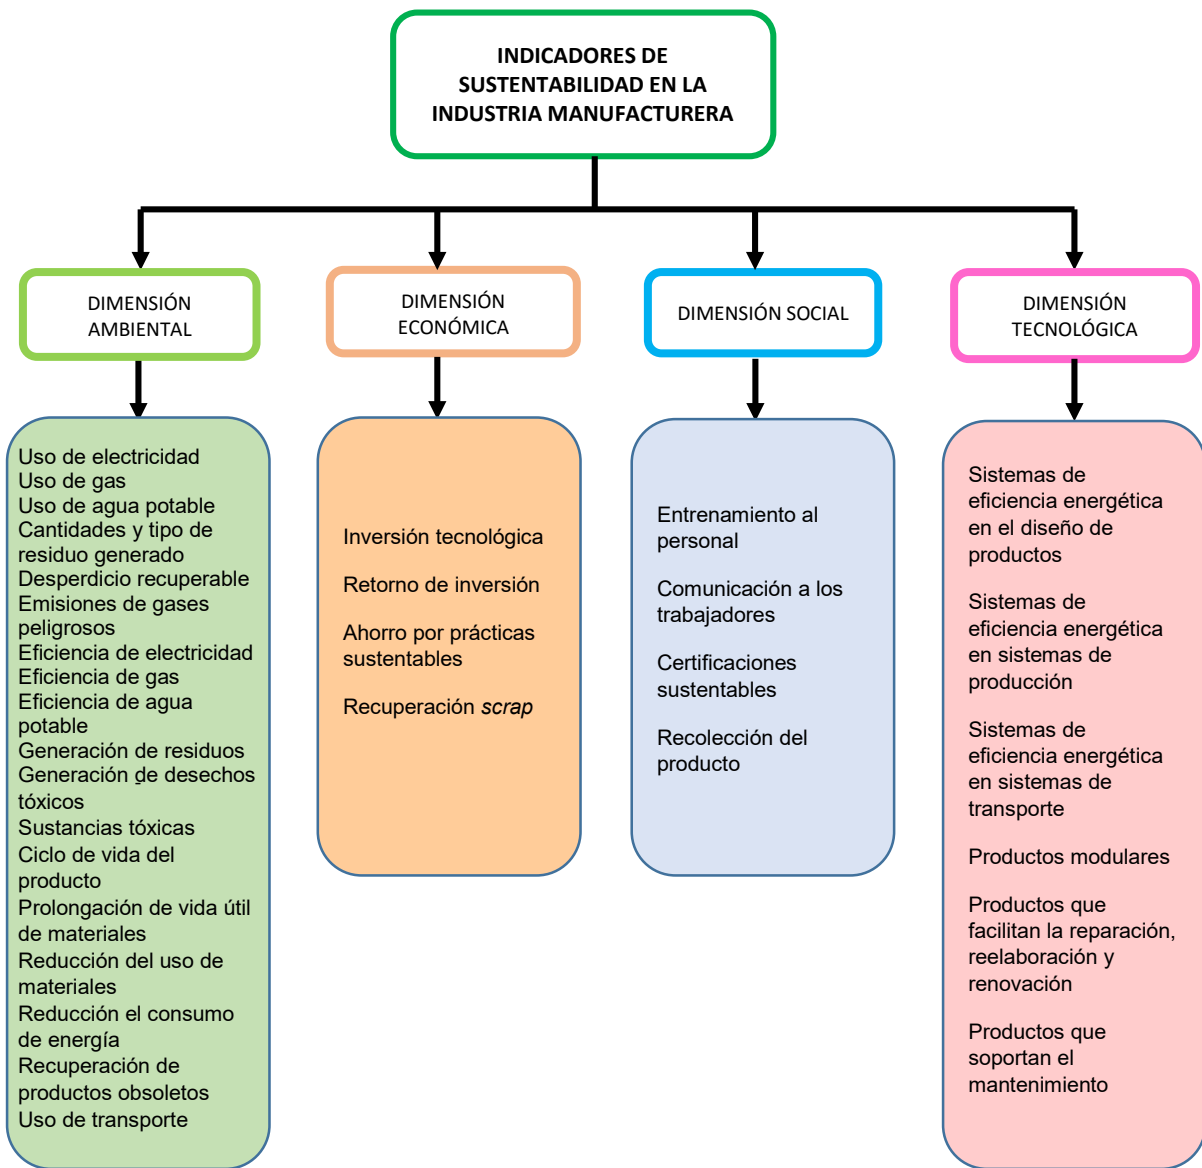 INDICADORES DE
SUSTENTABILIDAD EN LA
INDUSTRIA MANUFACTURERA
DIMENSIÓN
AMBIENTAL
DIMENSIÓN
ECONÓMICA
DIMENSIÓN SOCIAL
DIMENSIÓN
TECNOLÓGICA
Uso de electricidad
Uso de gas
Uso de agua potable
Cantidades y tipo de
residuo generado
Desperdicio recuperable
Emisiones de gases
peligrosos
Eficiencia de electricidad
Eficiencia de gas
Eficiencia de agua
potable
Generación de residuos
Generación de desechos
tóxicos
Sustancias tóxicas
Ciclo de vida del
producto
Prolongación de vida útil
de materiales
Reducción del uso de
materiales
Reducción el consumo
de energía
Recuperación de
productos obsoletos
Uso de transporte
Inversión tecnológica
Retorno de inversión
Ahorro por prácticas
sustentables
Recuperación scrap
Entrenamiento al
personal
Comunicación a los
trabajadores
Certificaciones
sustentables
Recolección del
producto
Sistemas de
eficiencia energética
en el diseño de
productos
Sistemas de
eficiencia energética
en sistemas de
producción
Sistemas de
eficiencia energética
en sistemas de
transporte
Productos modulares
Productos que
facilitan la reparación,
reelaboración y
renovación
Productos que
soportan el
mantenimiento